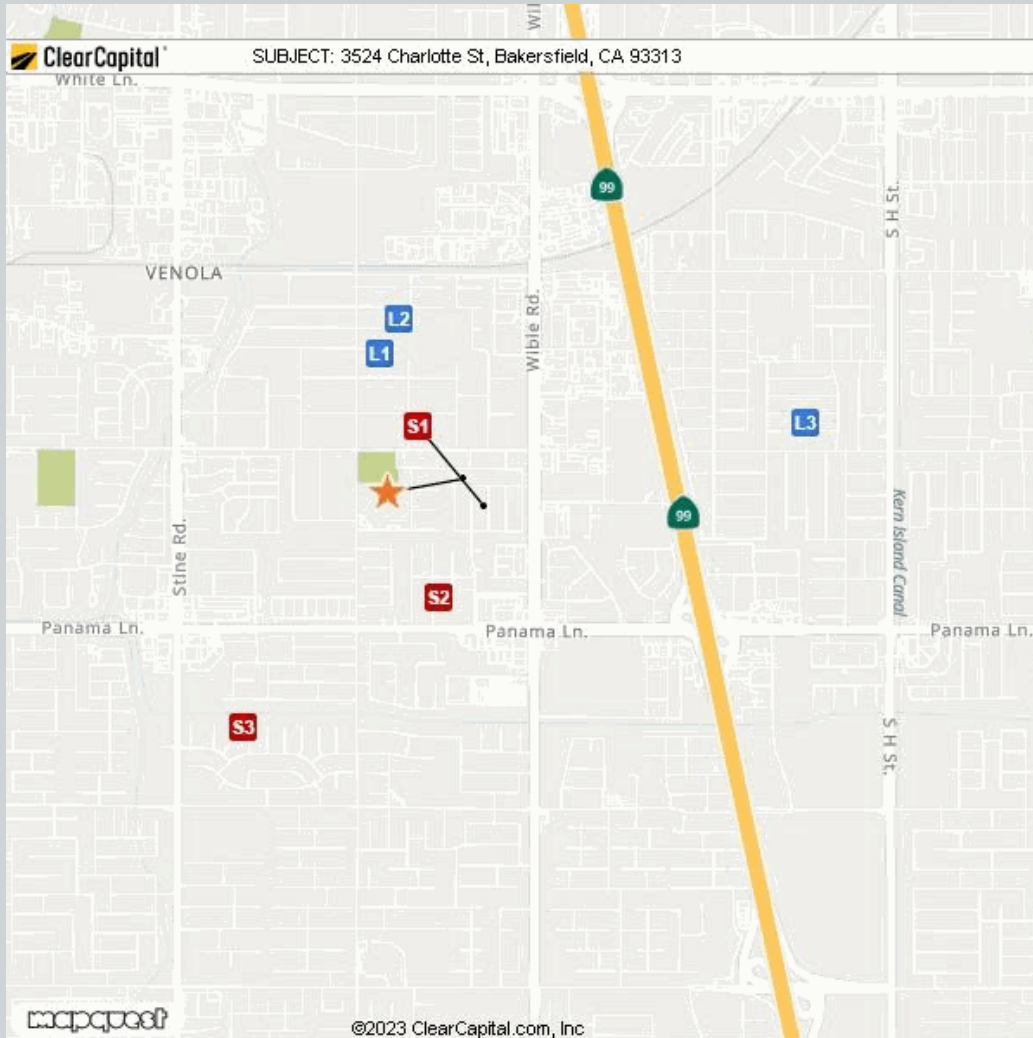 Wi
ClearCapital
SUBJECT: 3524 Charlotte St, Bakersfield, CA 93313
White Ln.
99
S H St.
VENOLA
L2
Wible Rd.
L1
S1
L3
99
Kern Island Canal
Stine Rd.
S2
Panama Ln.
Panama Ln.
Panama Ln.
S3
S H St.
mapquest
©2023 ClearCapital.com, Inc